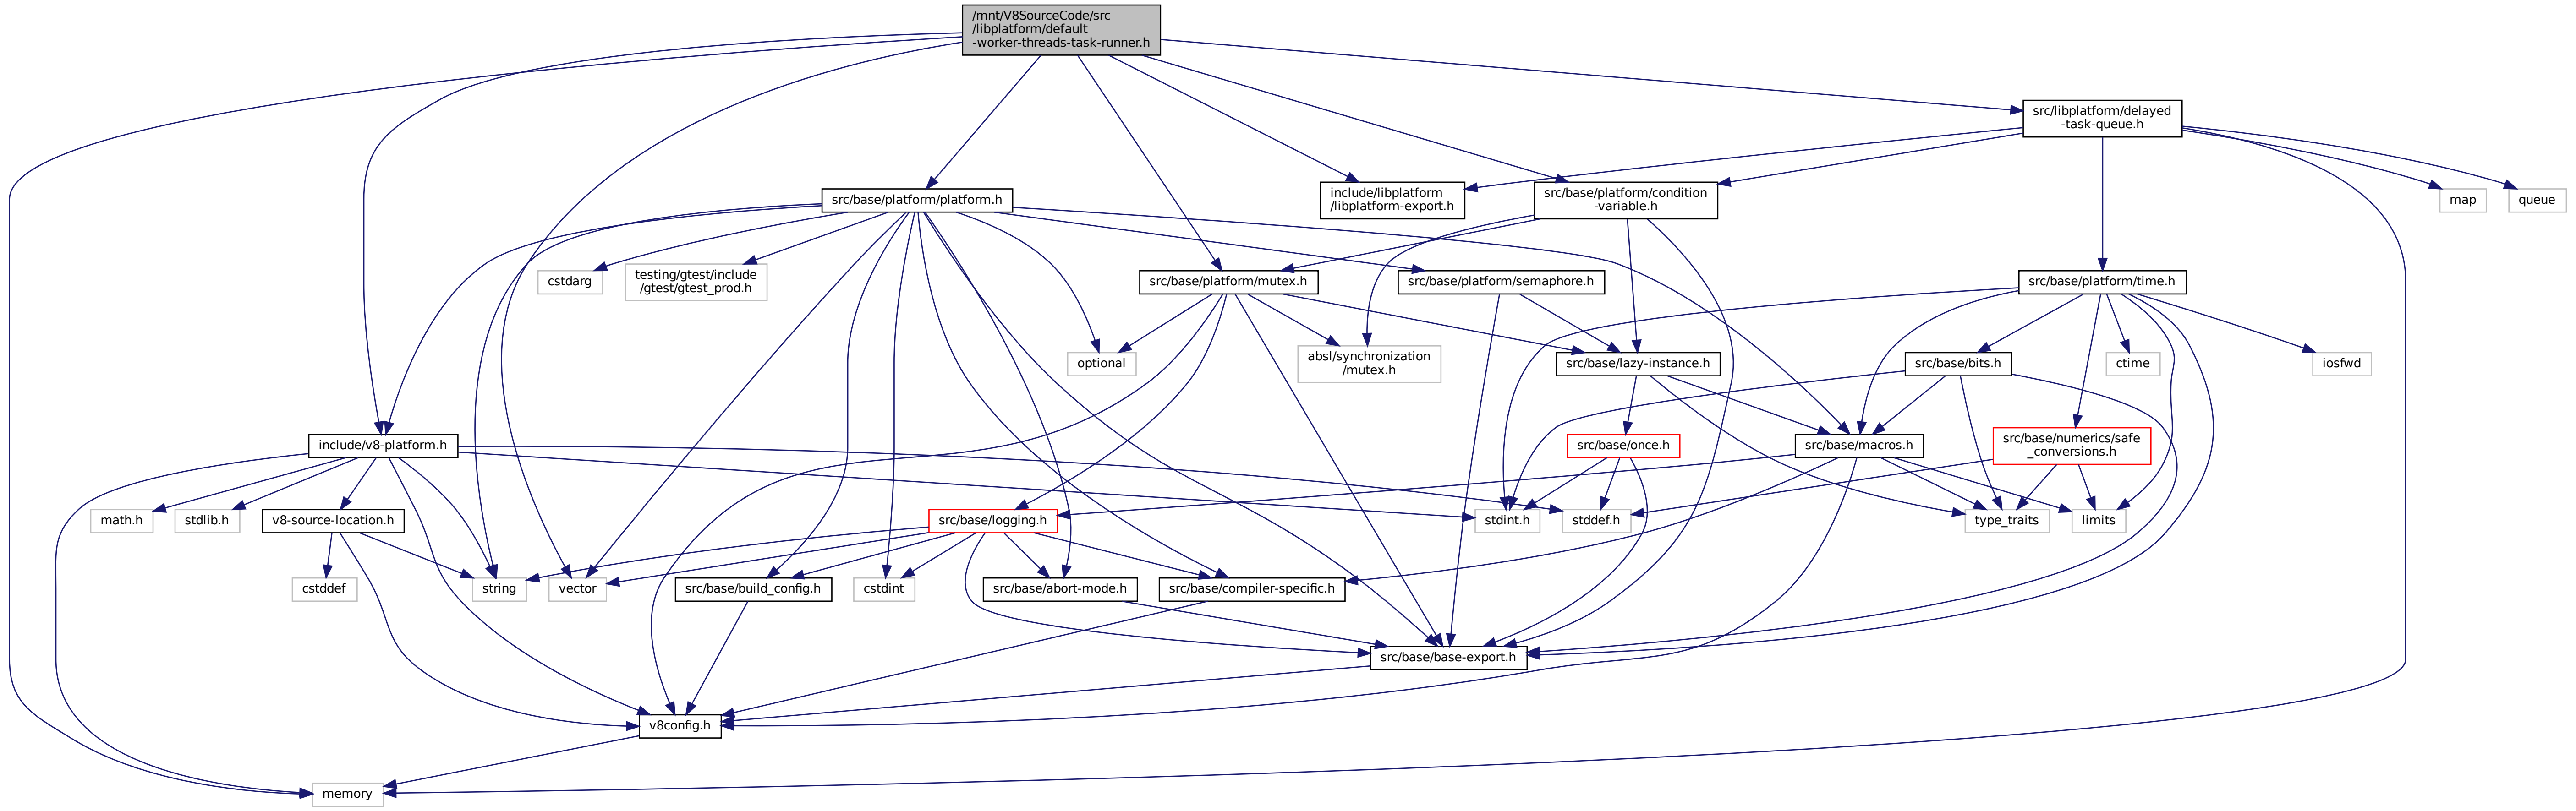 /mnt/V8SourceCode/src
/libplatform/default
-worker-threads-task-runner.h
src/libplatform/delayed
-task-queue.h
src/base/platform/platform.h
include/libplatform
/libplatform-export.h
src/base/platform/condition
-variable.h
map
queue
cstdarg
testing/gtest/include
/gtest/gtest_prod.h
src/base/platform/mutex.h
src/base/platform/semaphore.h
src/base/platform/time.h
optional
absl/synchronization
/mutex.h
src/base/lazy-instance.h
src/base/bits.h
ctime
iosfwd
include/v8-platform.h
src/base/once.h
src/base/macros.h
src/base/numerics/safe
_conversions.h
math.h
stdlib.h
v8-source-location.h
src/base/logging.h
stdint.h
stddef.h
type_traits
limits
cstddef
string
vector
src/base/build_config.h
cstdint
src/base/abort-mode.h
src/base/compiler-specific.h
src/base/base-export.h
v8config.h
memory